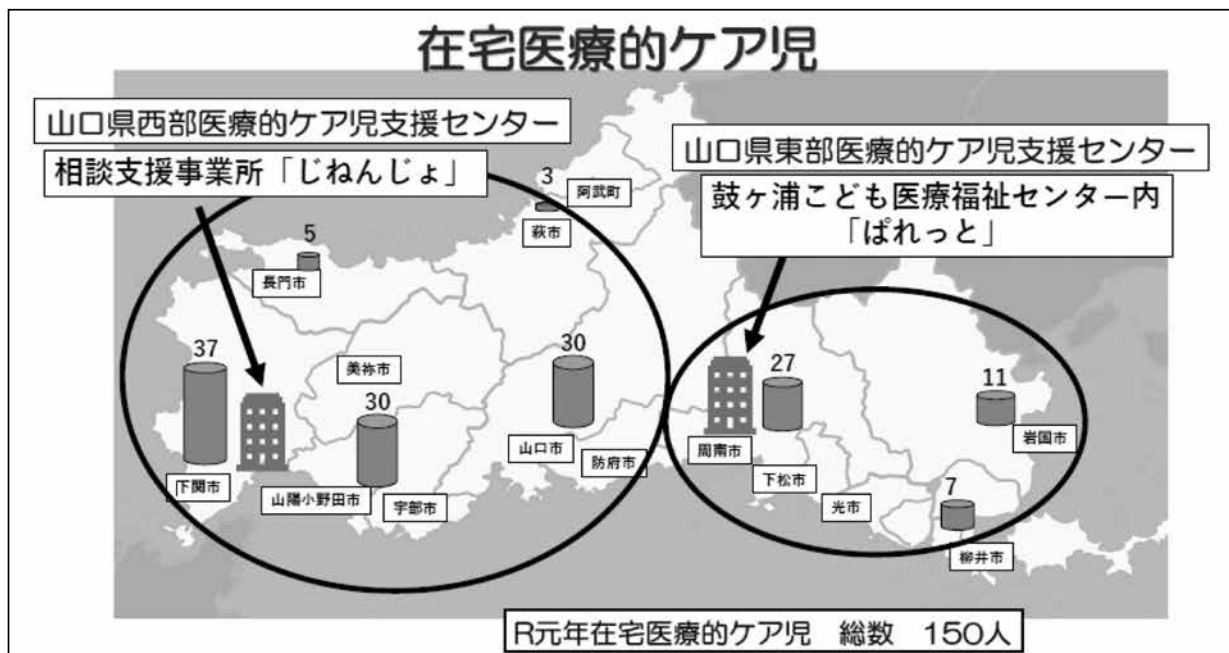 在宅医療的ケア児
山口県西部医療的ケア児支援センター
相談支援事業所「じねんじょ」
山口県東部医療的ケア児支援センター
鼓ヶ浦こども医療福祉センター内
「ぱれっと」
3
阿武町
萩市
5
長門市
37
美祢市
30
30
27
11
下関市
山陽小野田市
宇部市
山口市
防府市
周南市
下松市
光市
7
岩国市
柳井市
R元年在宅医療的ケア児 総数 150人